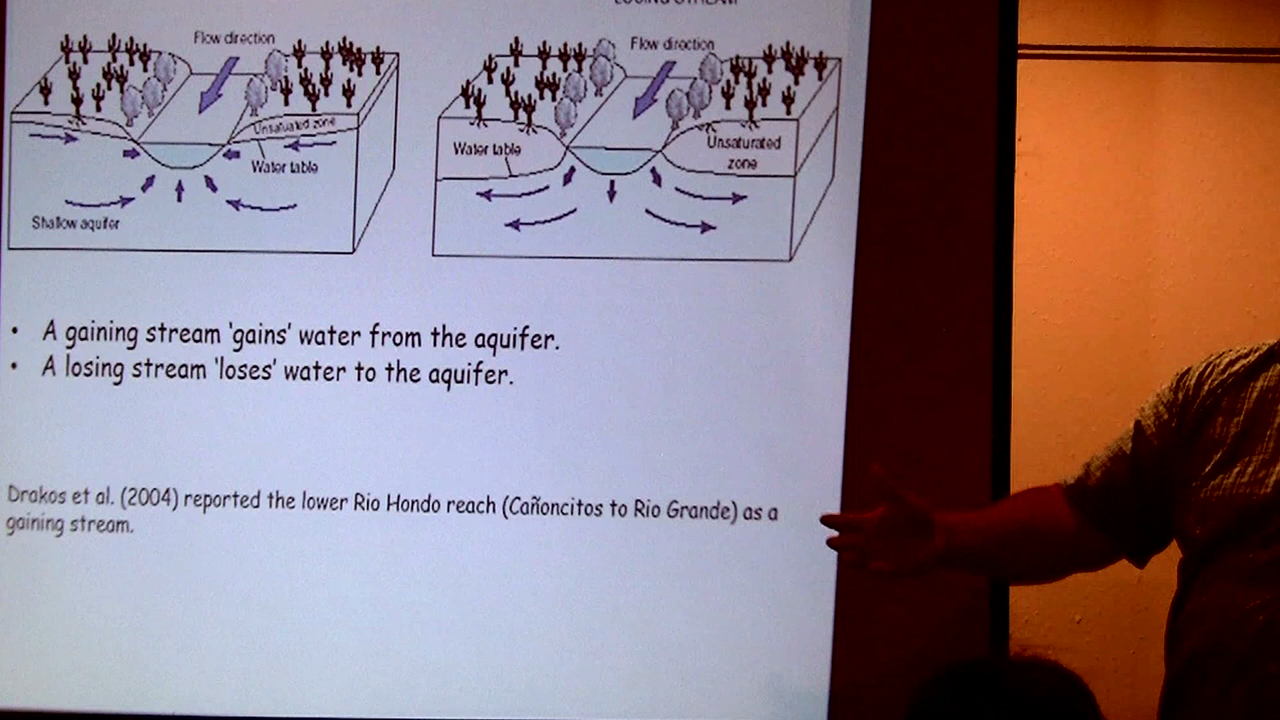 LOSING STREAM
Flow direction
Unsaturated zone
Water table
Shallow aquifer
Flow direction
Water table
Unsaturated
zone
• A gaining stream ‘gains’ water from the aquifer.
• A losing stream ‘loses’ water to the aquifer.
Drakos et al. (2004) reported the lower Rio Hondo reach (Cañoncitos to Rio Grande) as a
gaining stream.